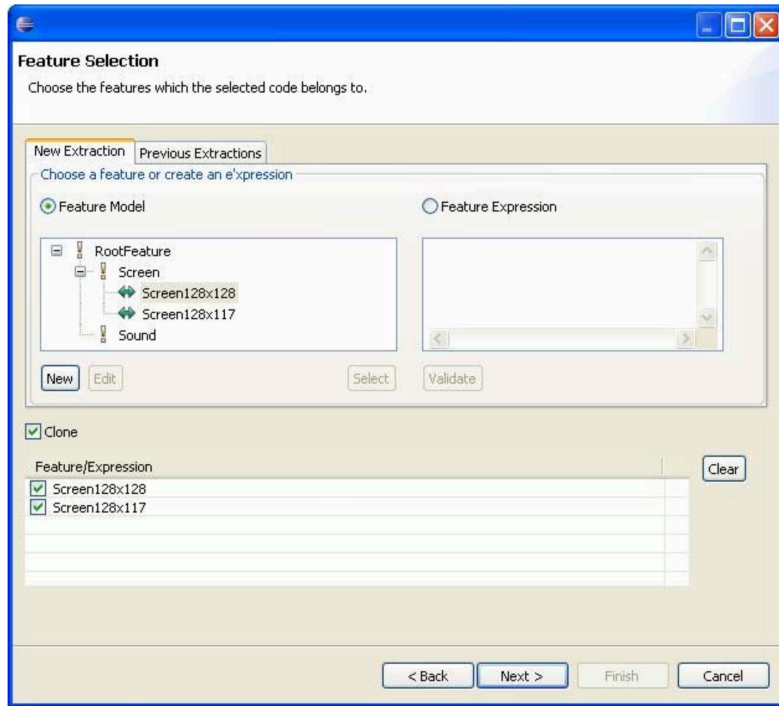 Feature Selection
Choose the features which the selected code belongs to.
New Extraction Previous Extractions
Choose a feature or create an e'xpression
Feature Model Feature Expression
RootFeature
Screen
Screen128x128
Screen128x117
Sound
New Edit Select Validate
Clone
Feature/Expression Clear
Screen128x128
Screen128x117
< Back Next > Finish Cancel